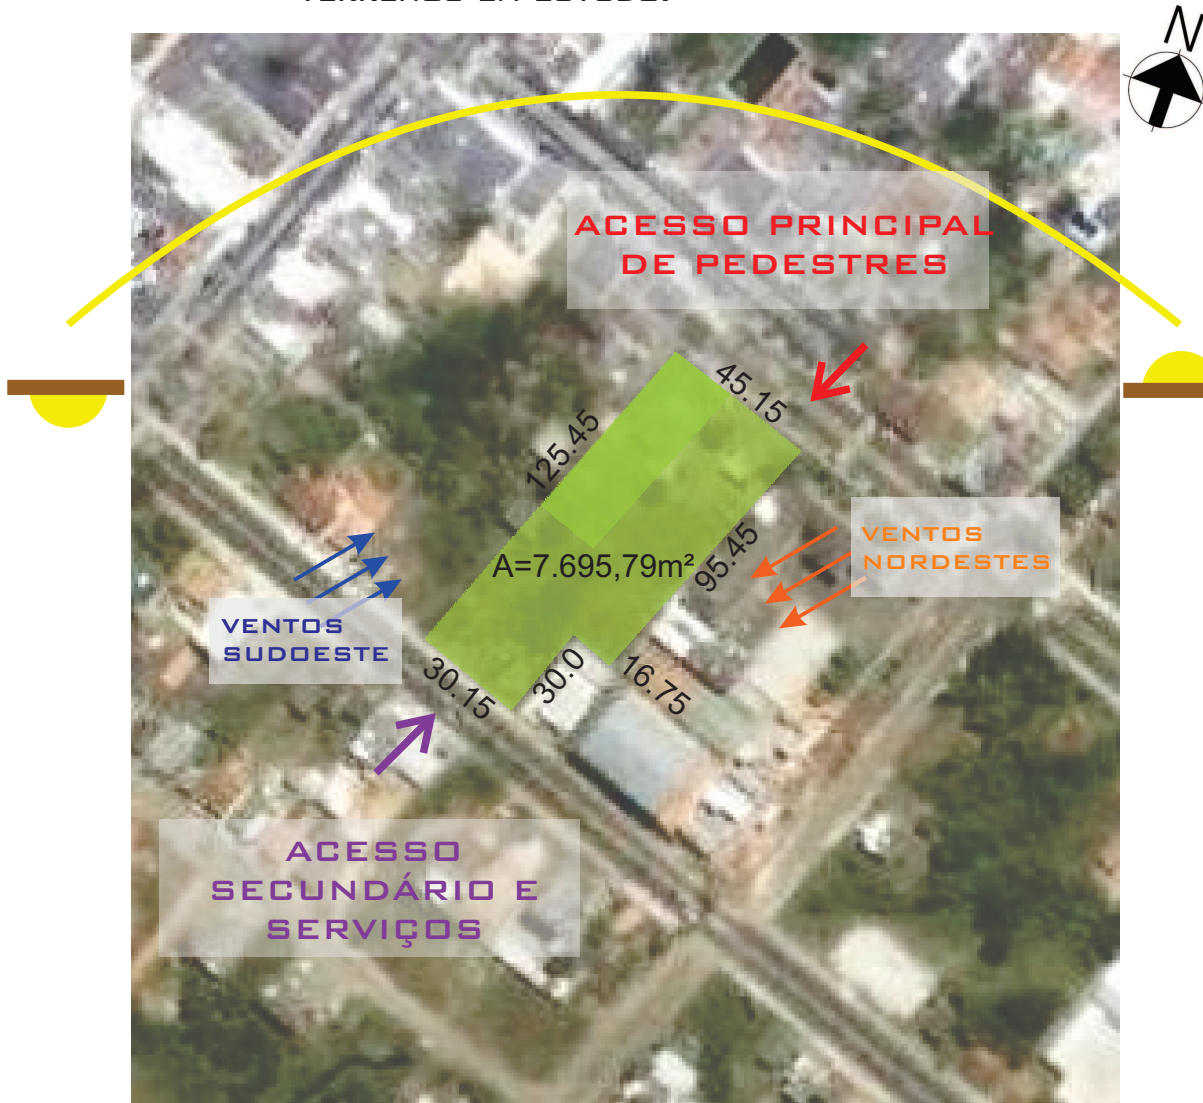 N
ACESSO PRINCIPAL
DE PEDESTRES
45.15
125.45
VENTOS
NORDESTES
95.45
A=7.695,79m²
VENTOS
SUDOESTE
30.15
30.0
16.75
ACESSO
SECUNDÁRIO E
SERVIÇOS